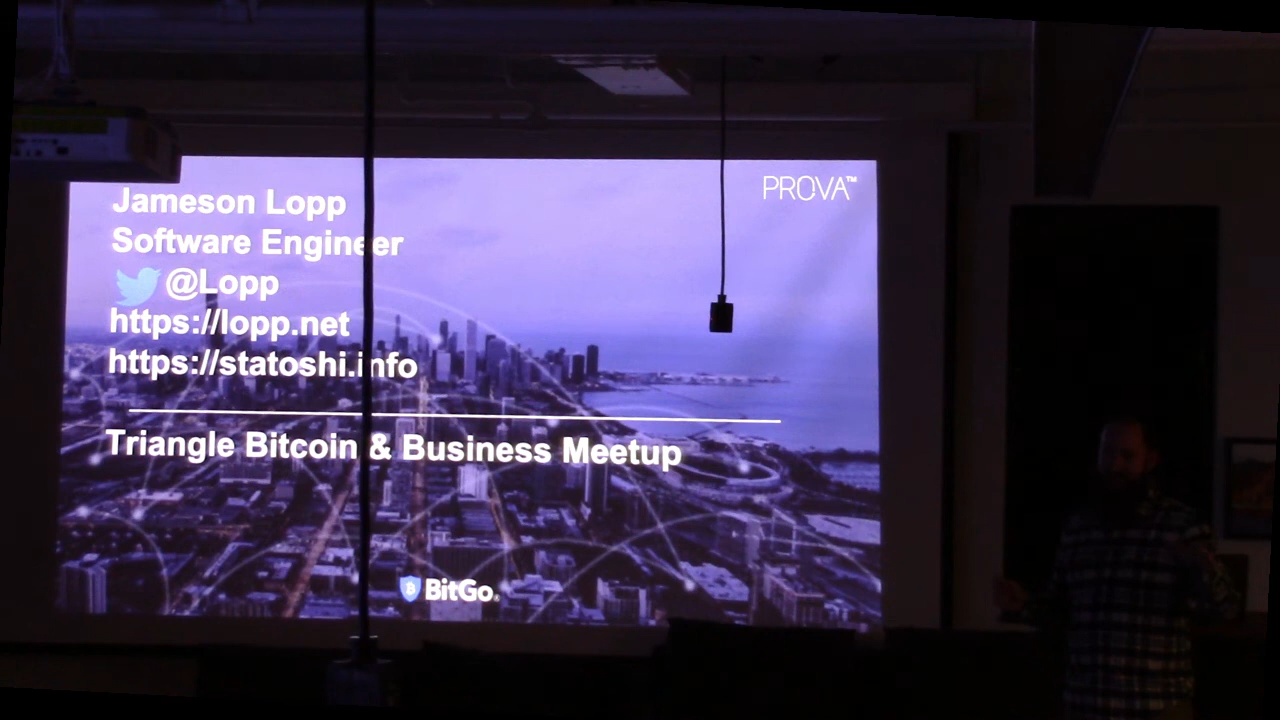 PROVA™
Jameson Lopp
Software Engineer
@Lopp
https://lopp.net
https://statoshi.info
Triangle Bitcoin & Business Meetup
BitGo